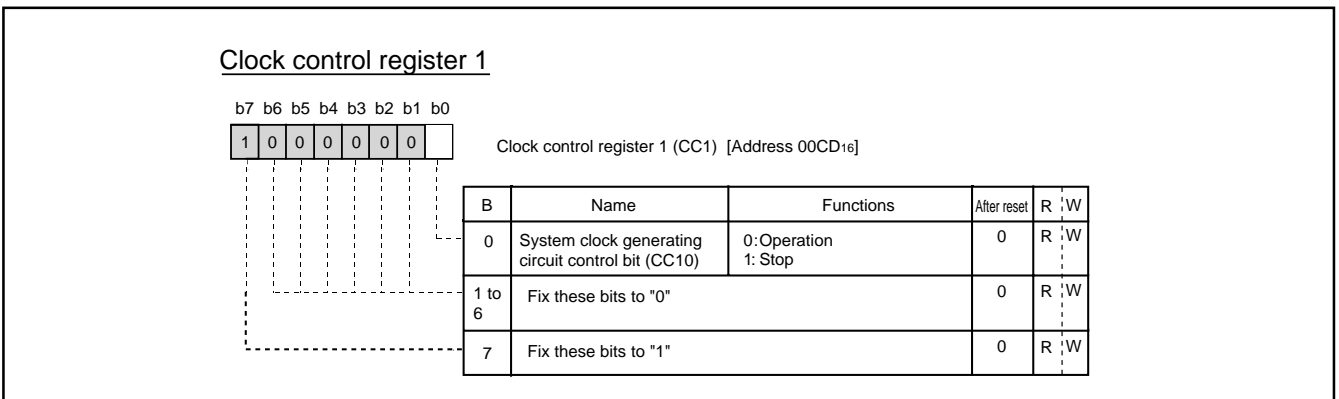 Clock control register 1
b7 b6 b5 b4 b3 b2 b1 b0
1 0 0 0 0 0 0
Clock control register 1 (CC1) [Address 00CD16]
B Name Functions After reset R W
0 System clock generating circuit control bit (CC10) 0:Operation 1: Stop 0 R W
1 to 6 Fix these bits to "0" 0 R W
7 Fix these bits to "1" 0 R W